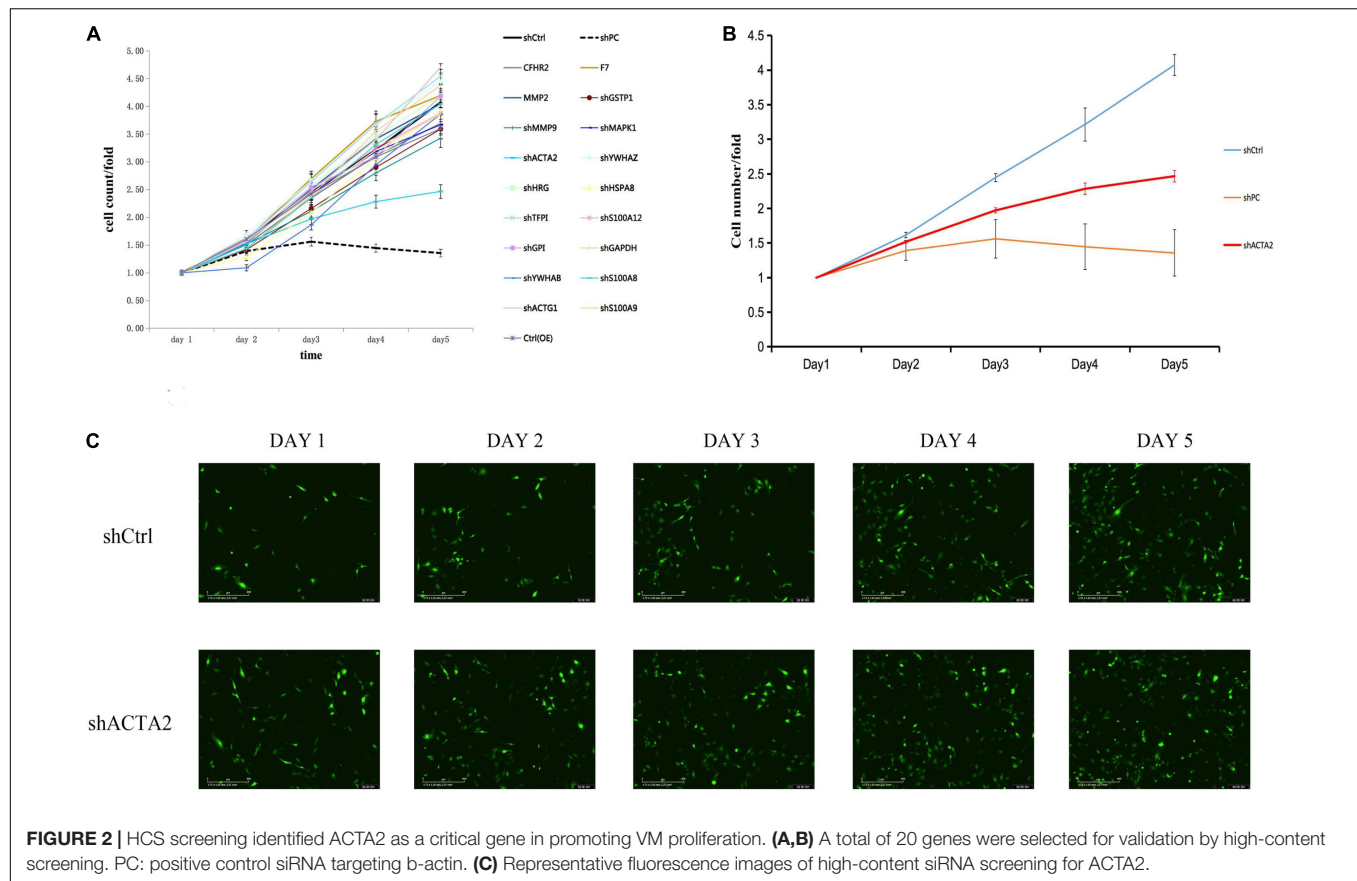 A
5.00
4.50
4.00
3.50
3.00
2.50
2.00
1.50
1.00
0.50
0.00
cell count/fold
day 1
day 2
day3
day4
day5
time
shCtrl
shPC
CFHR2
F7
MMP2
shGSTP1
shMMP9
shMAPK1
shACTA2
shYWHAZ
shHRG
shHSPA8
shTFPI
shS100A12
shGPI
shGAPDH
shYWHAB
shS100A8
shACTG1
shS100A9
Ctrl(OE)
B
4.5
4
3.5
3
2.5
2
1.5
1
0.5
0
Cell number/fold
Day1
Day2
Day3
Day4
Day5
shCtrl
shPC
shACTA2
C
DAY 1
DAY 2
DAY 3
DAY 4
DAY 5
shCtrl
shACTA2
FIGURE 2 | HCS screening identified ACTA2 as a critical gene in promoting VM proliferation. (A,B) A total of 20 genes were selected for validation by high-content
screening. PC: positive control siRNA targeting b-actin. (C) Representative fluorescence images of high-content siRNA screening for ACTA2.